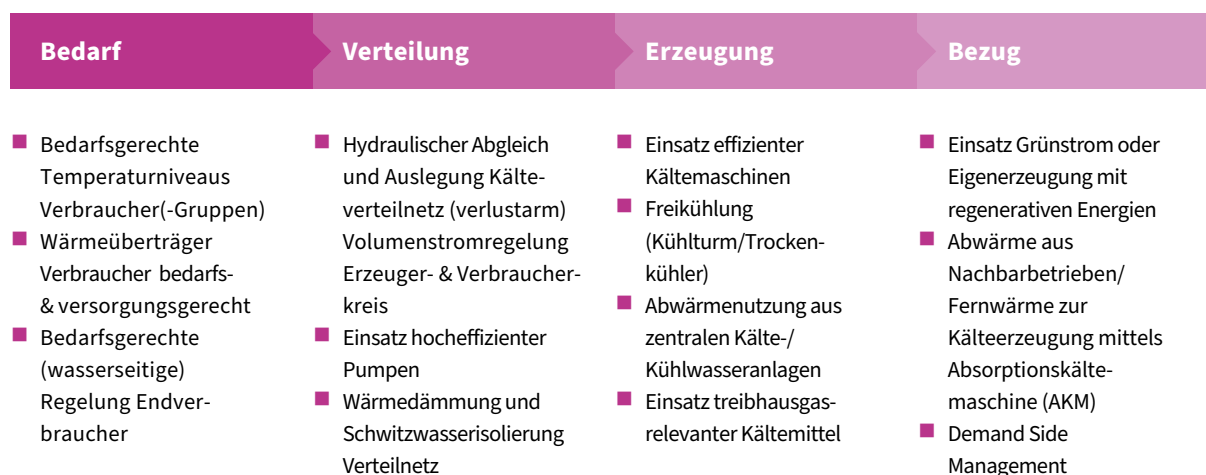 Bedarf
Verteilung
Erzeugung
Bezug
Bedarfsgerechte
Temperaturniveaus
Verbraucher(-Gruppen)
Wärmeüberträger
Verbraucher bedarfs-
& versorgungsgerecht
Bedarfsgerechte
(wasserseitige)
Regelung Endver-
braucher
Hydraulischer Abgleich
und Auslegung Kälte-
verteilnetz (verlustarm)
Volumenstromregelung
Erzeuger- & Verbraucher-
kreis
Einsatz hocheffizienter
Pumpen
Wärmedämmung und
Schwitzwasserisolierung
Verteilnetz
Einsatz effizienter
Kältemaschinen
Freikühlung
(Kühlturm/Trocken-
kühler)
Abwärmenutzung aus
zentralen Kälte-/
Kühlwasseranlagen
Einsatz treibhausgas-
relevanter Kältemittel
Einsatz Grünstrom oder
Eigenerzeugung mit
regenerativen Energien
Abwärme aus
Nachbarbetrieben/
Fernwärme zur
Kälteerzeugung mittels
Absorptionskälte-
maschine (AKM)
Demand Side
Management